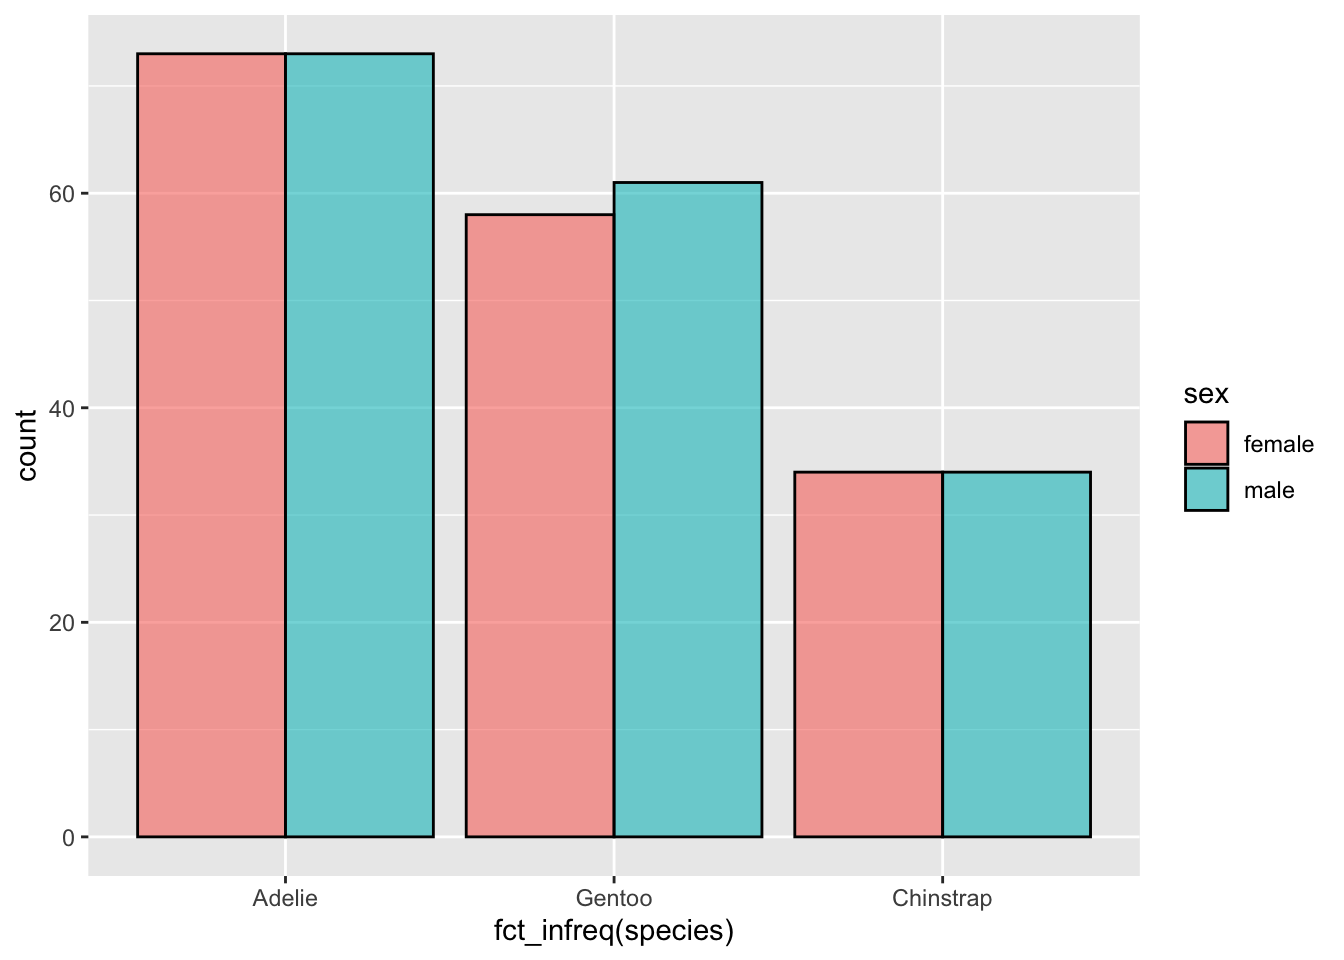 60
40
20
0
count
Adelie
Gentoo
Chinstrap
fct_infreq(species)
sex
female
male